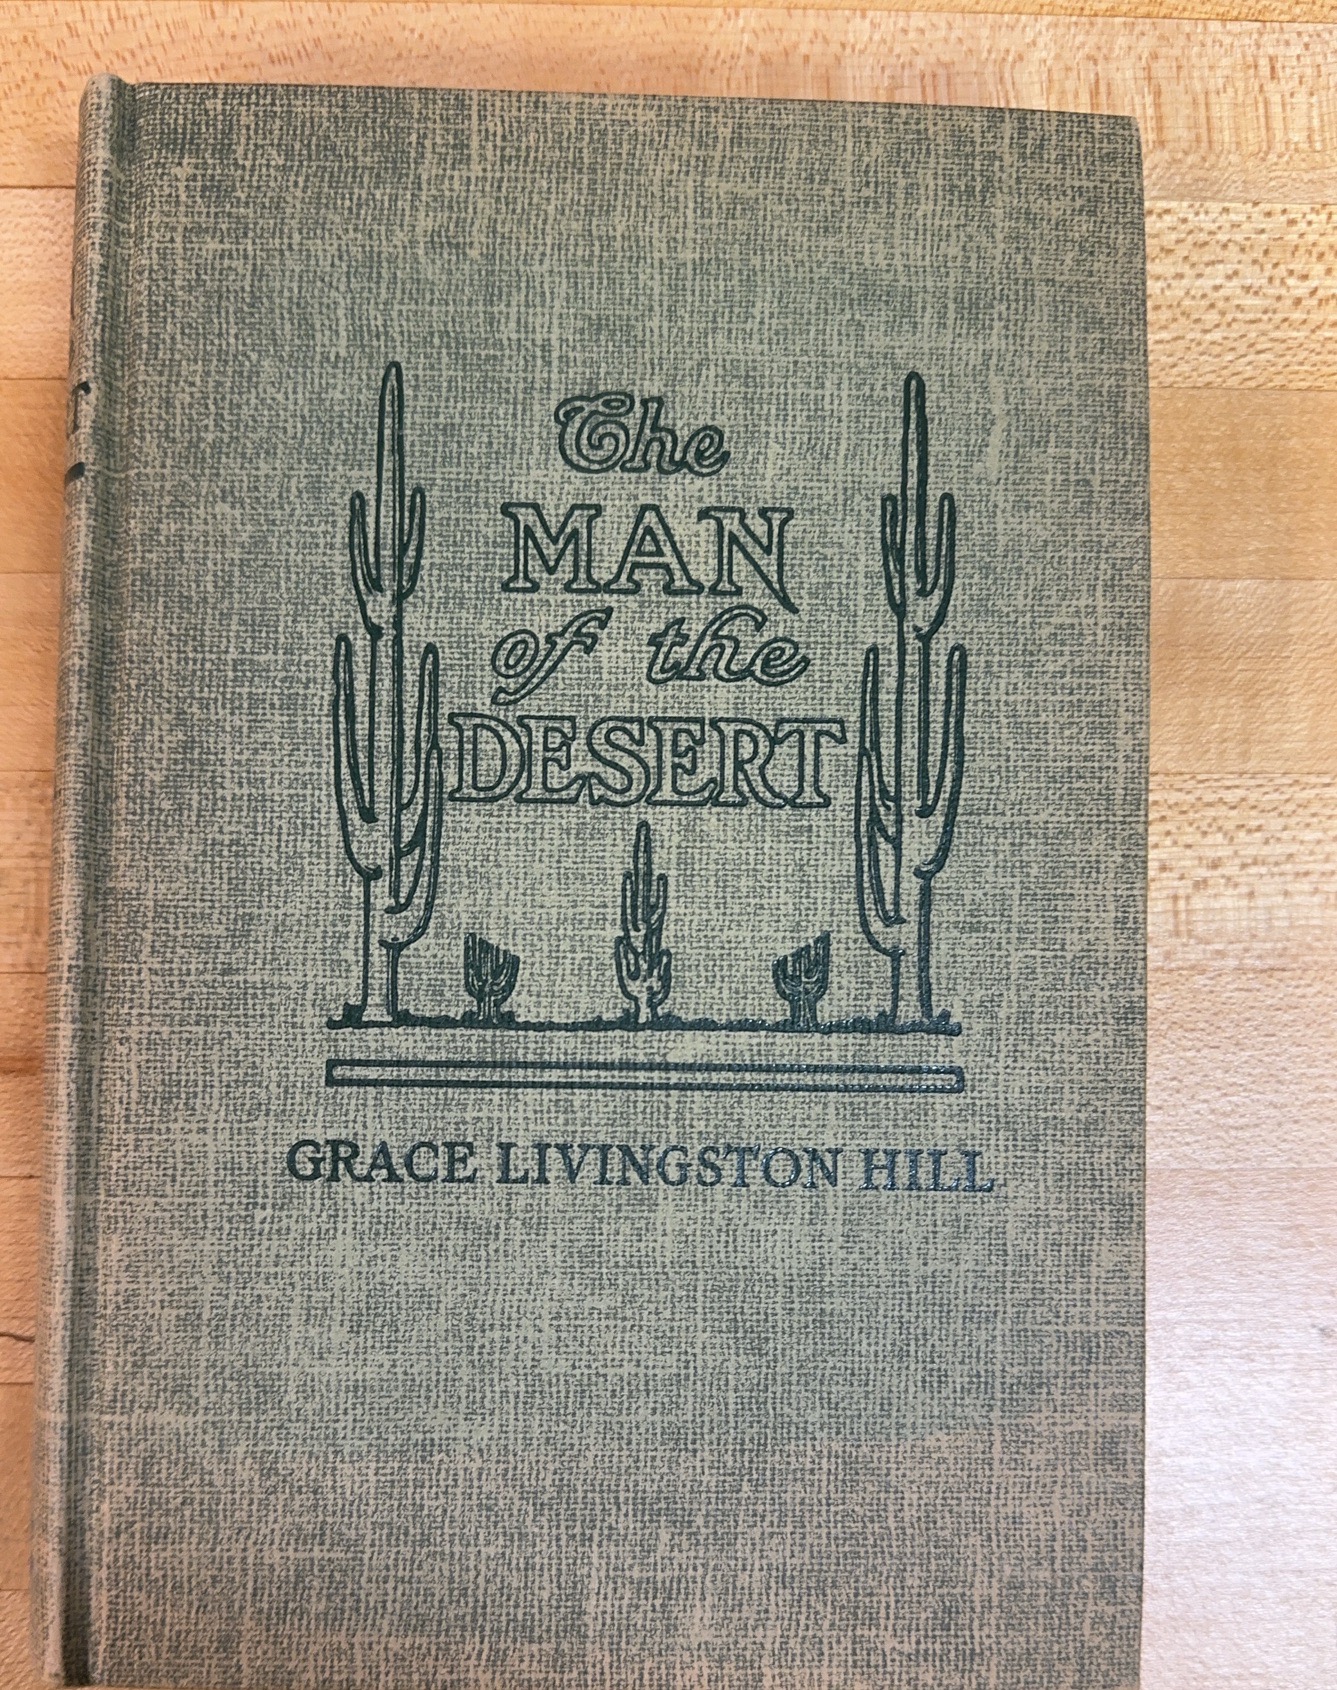 The
MAN
of the
DESERT
GRACE LIVINGSTON HILL